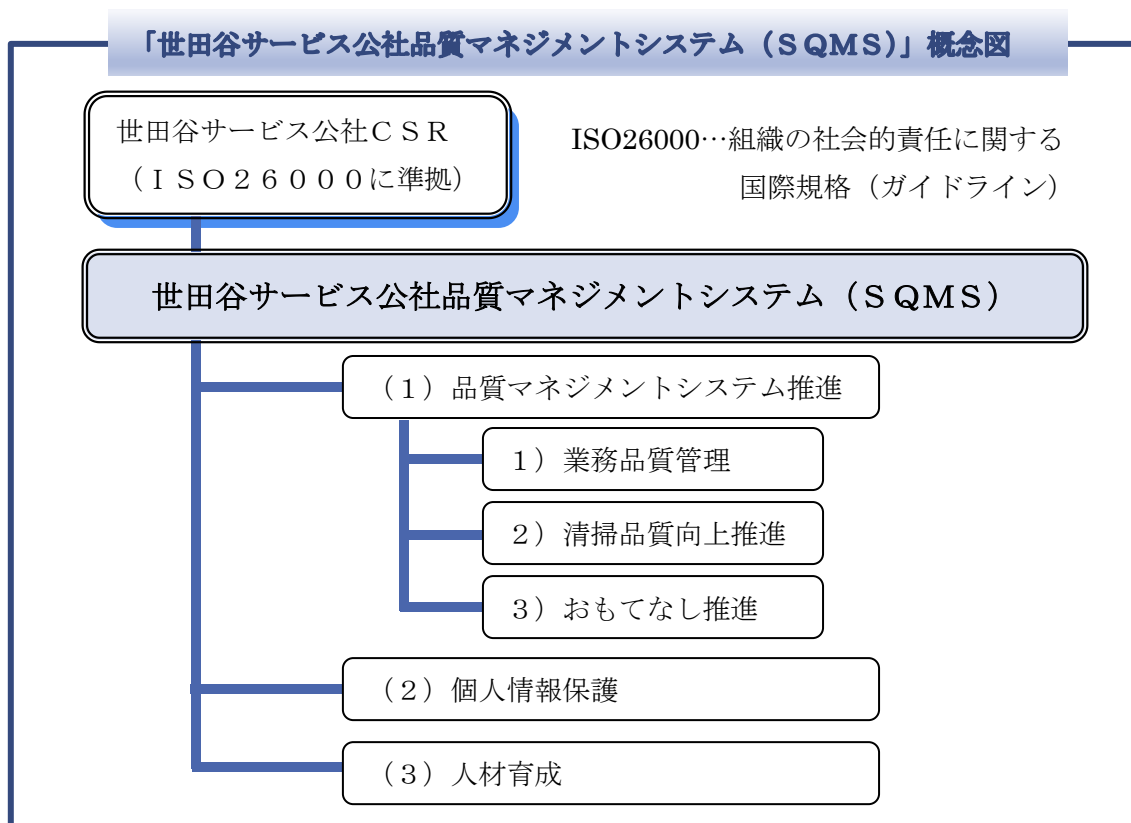 「世田谷サービス公社品質マネジメントシステム（ＳＱＭＳ）」概念図
世田谷サービス公社ＣＳＲ
（ＩＳＯ２６０００に準拠）
ISO26000…組織の社会的責任に関する
国際規格（ガイドライン）
世田谷サービス公社品質マネジメントシステム（ＳＱＭＳ）
（１）品質マネジメントシステム推進
１）業務品質管理
２）清掃品質向上推進
３）おもてなし推進
（２）個人情報保護
（３）人材育成